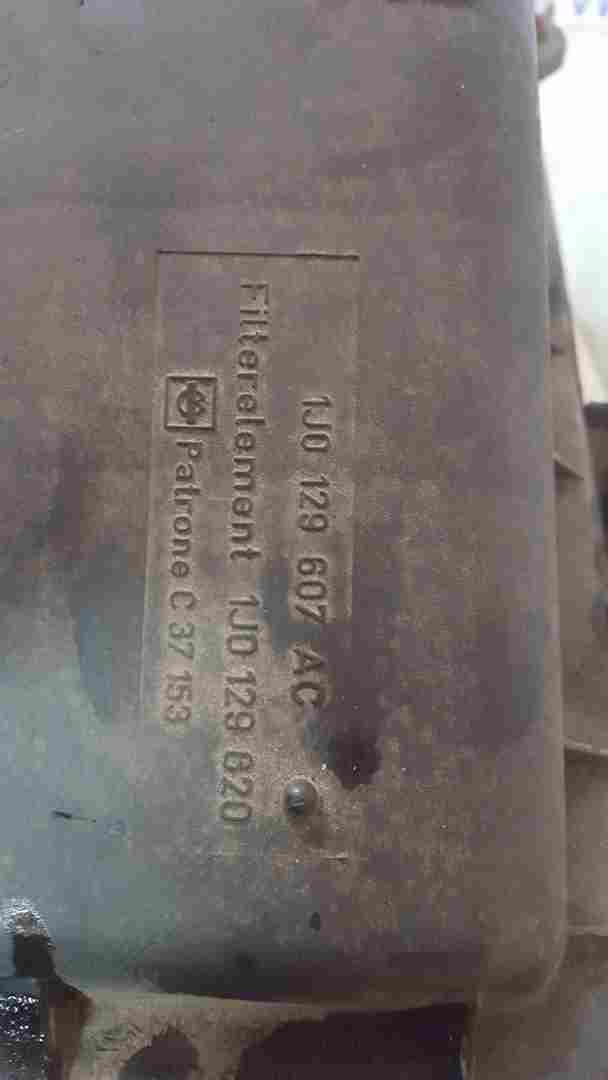 1J0 129 607 AC
Filterelement 1J0 129 620
Patrone C 37 153